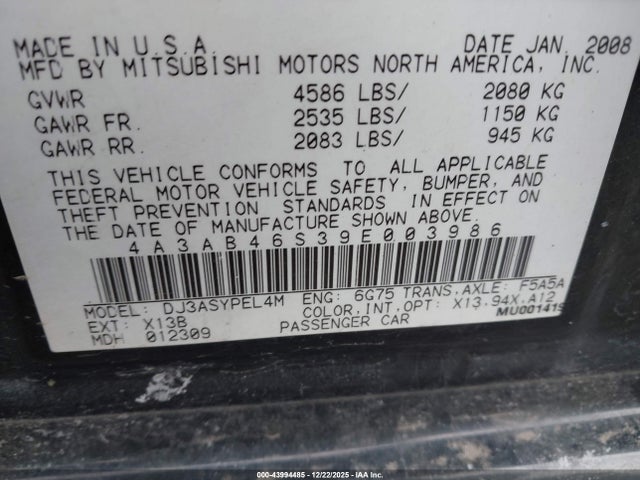 MADE IN U.S.A. DATE JAN. 2008
MFD BY MITSUBISHI MOTORS NORTH AMERICA, INC.
GVWR 4586 LBS/ 2080 KG
GAWR FR. 2535 LBS/ 1150 KG
GAWR RR. 2083 LBS/ 945 KG
THIS VEHICLE CONFORMS TO ALL APPLICABLE
FEDERAL MOTOR VEHICLE SAFETY, BUMPER, AND
THEFT PREVENTION STANDARDS IN EFFECT ON
THE DATE OF MANUFACTURE SHOWN ABOVE.
4A3AB46S39E003986
MODEL: DJ3ASYPEL4M ENG: 6G75 TRANS,AXLE: F5A5A
EXT: X13B COLOR,INT,OPT: X13,94X,A12
MDH 012309 PASSENGER CAR MU001419
000-43994485 - 12/22/2025 - IAA Inc.